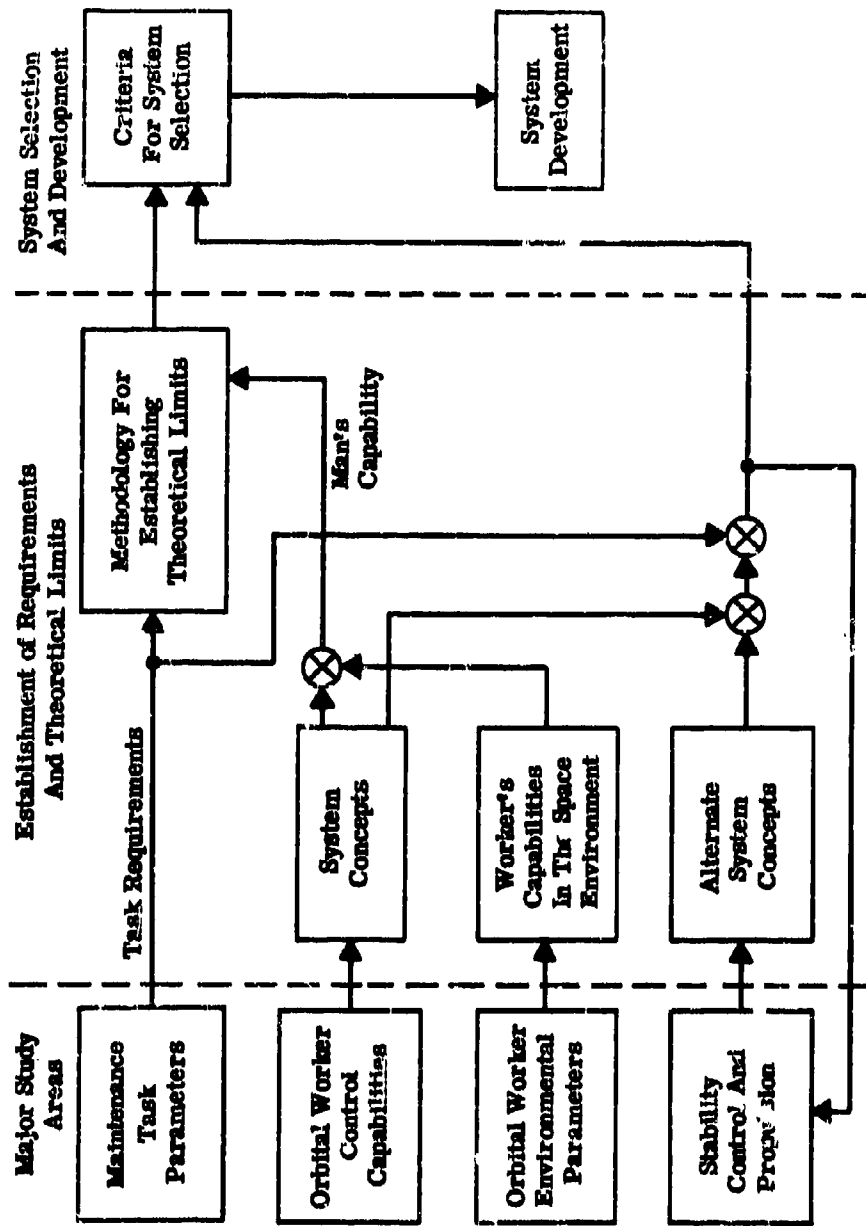 Major Study
Areas
Establishment of Requirements
And Theoretical Limits
System Selection
And Development
Maintenance
Task
Parameters
Task Requirements
Methodology For
Establishing
Theoretical Limits
Criteria
For System
Selection
Orbital Worker
Control
Capabilities
System
Concepts
Man's
Capability
System
Development
Orbital Worker
Environmental
Parameters
Worker's
Capabilities
In The Space
Environment
Stability
Control And
Propulsion
Alternate
System
Concepts